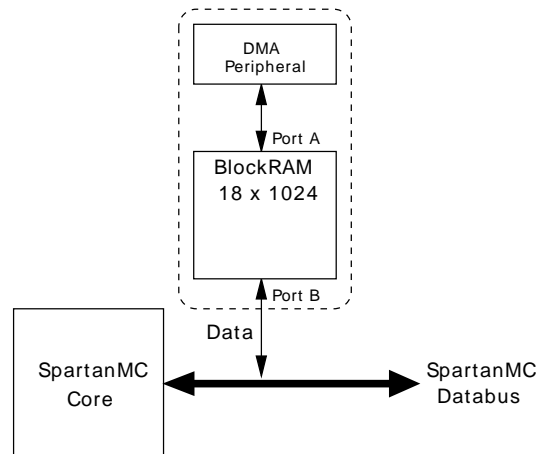 DMA
Peripheral
Port A
BlockRAM
18 x 1024
Port B
Data
SpartanMC
Core
SpartanMC
Databus